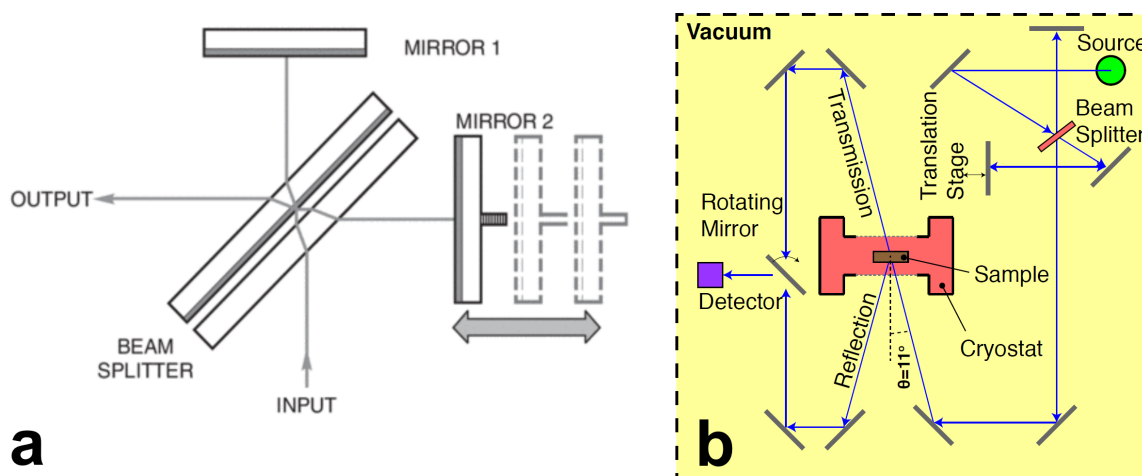 MIRROR 1
MIRROR 2
OUTPUT
BEAM
SPLITTER
INPUT
a
Vacuum
Source
Beam
Splitter
Translation
Stage
Transmission
Rotating
Mirror
Detector
Sample
Cryostat
Reflection
θ=11°
b